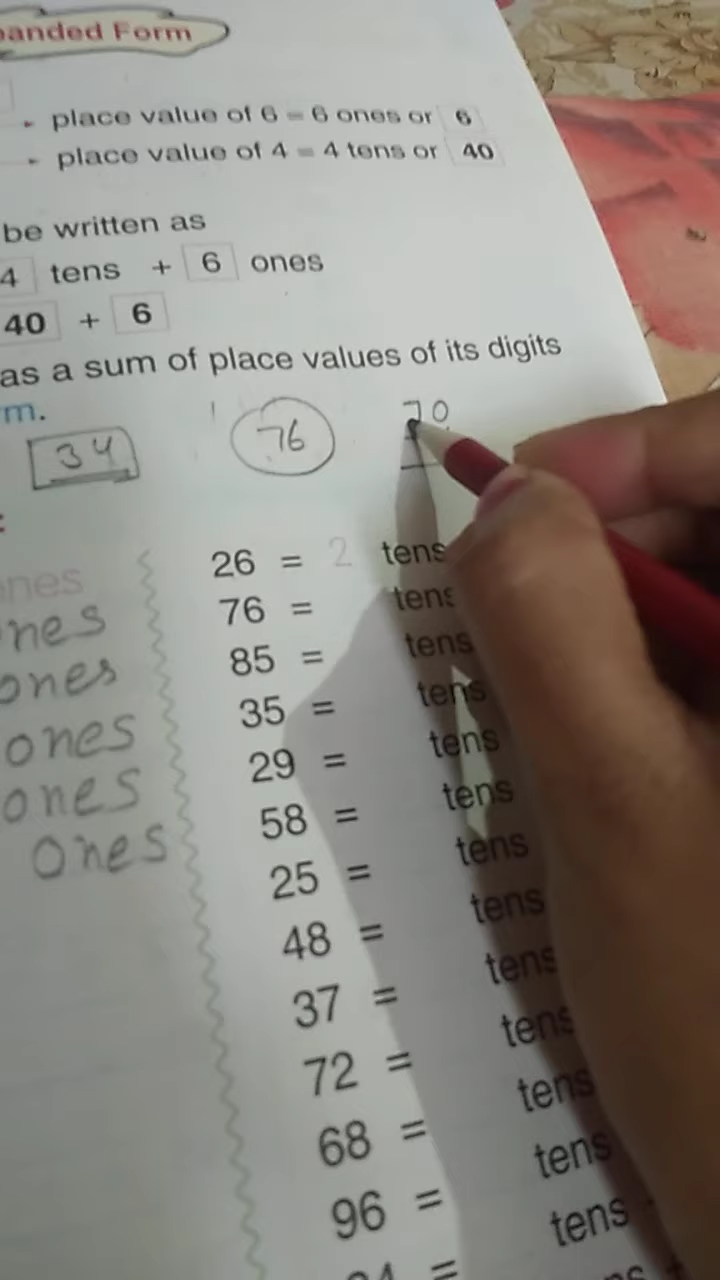 anded Form
place value of 6 = 6 ones or 6
place value of 4 = 4 tens or 40
be written as
4 tens + 6 ones
40 + 6
as a sum of place values of its digits
m.
34 76 70
nes 26 = 2 tens
nes 76 = tens
ones 85 = tens
ones 35 = tens
ones 29 = tens
ones 58 = tens
25 = tens
48 = tens
37 = tens
72 = tens
68 = tens
96 = tens